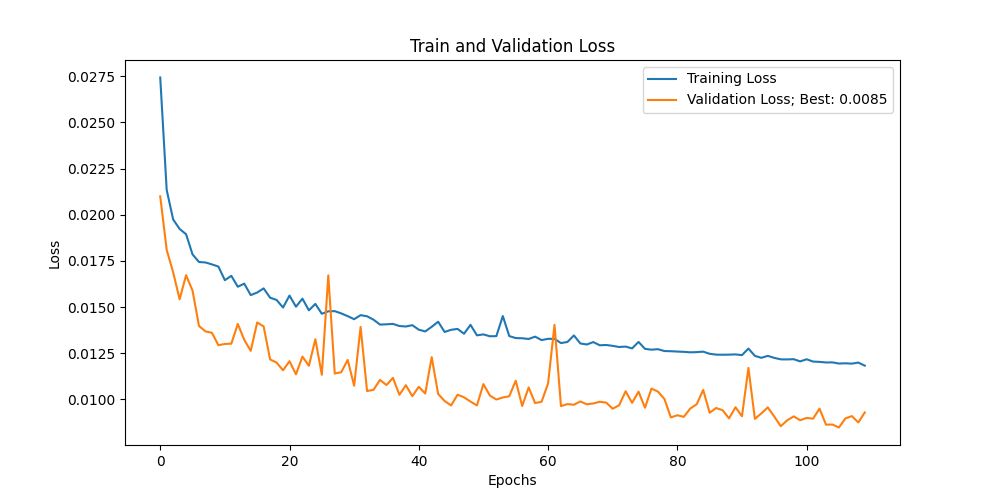 Train and Validation Loss
Training Loss
Validation Loss; Best: 0.0085
Loss
0.0275
0.0250
0.0225
0.0200
0.0175
0.0150
0.0125
0.0100
0 20 40 60 80 100
Epochs